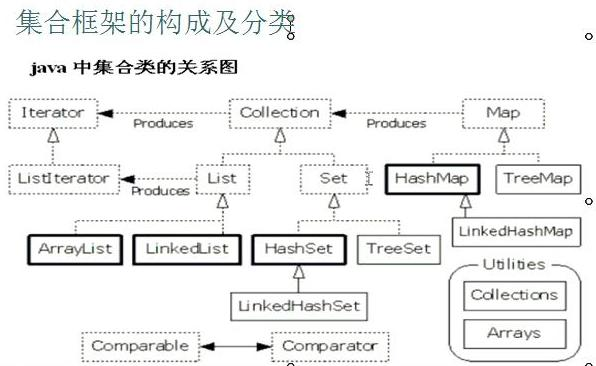 集合框架的构成及分类
java 中集合类的关系图
Iterator
Produces
Collection
Produces
Map
ListIterator
Produces
List
Set
HashMap
TreeMap
ArrayList
LinkedList
HashSet
TreeSet
LinkedHashMap
LinkedHashSet
Utilities
Collections
Arrays
Comparable
Comparator